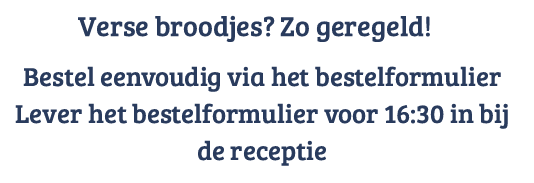 Verse broodjes? Zo geregeld!
Bestel eenvoudig via het bestelformulier
Lever het bestelformulier voor 16:30 in bij
de receptie